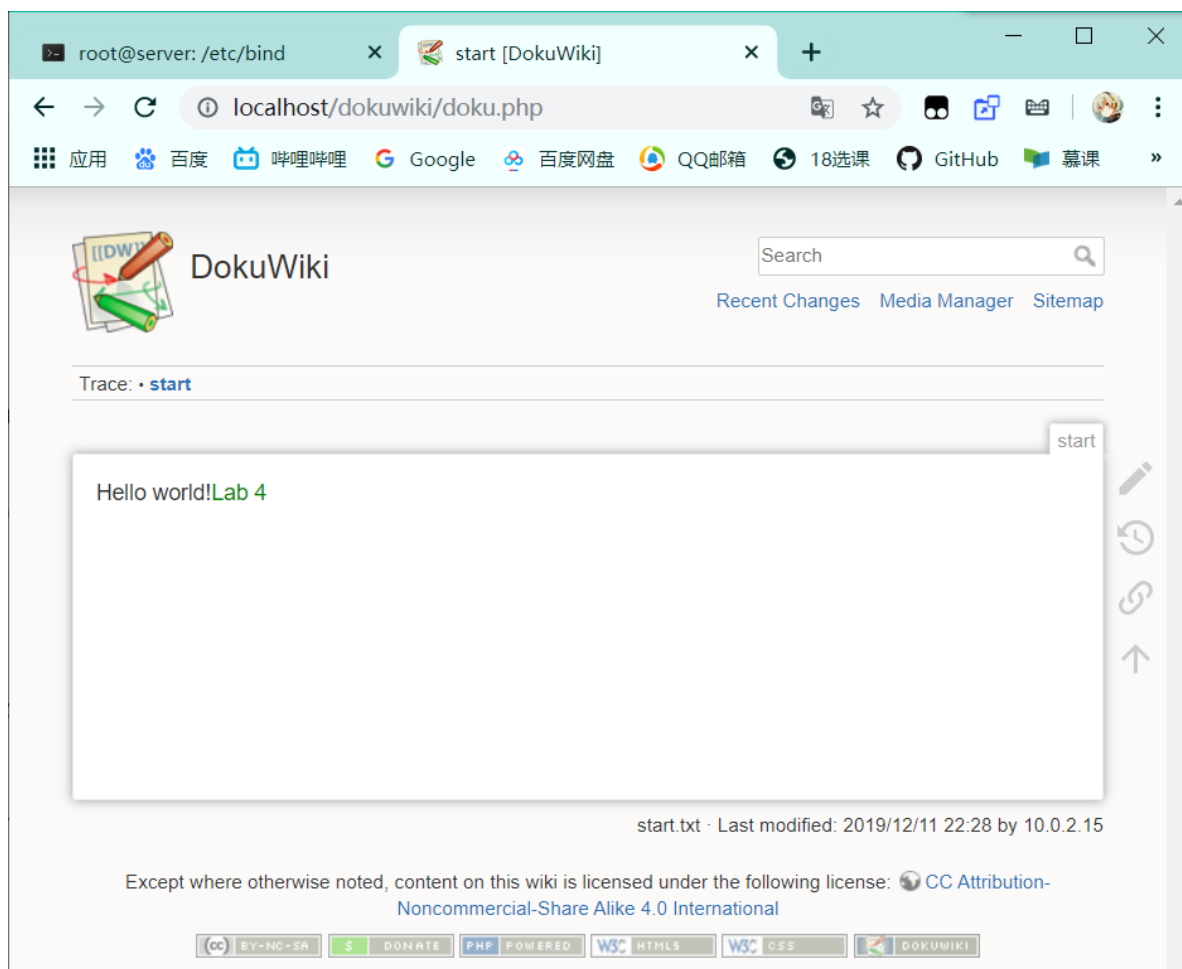 root@server: /etc/bind
start [DokuWiki]
localhost/dokuwiki/doku.php
应用 百度 哔哩哔哩 Google 百度网盘 QQ邮箱 18选课 GitHub 慕课 »
[[DW]]
DokuWiki
Search
Recent Changes Media Manager Sitemap
Trace: • start
start
Hello world!Lab 4
start.txt · Last modified: 2019/12/11 22:28 by 10.0.2.15
Except where otherwise noted, content on this wiki is licensed under the following license: CC Attribution-
Noncommercial-Share Alike 4.0 International
(cc) BY-NC-SA $ DONATE PHP POWERED W3C HTML5 W3C CSS DOKUWIKI